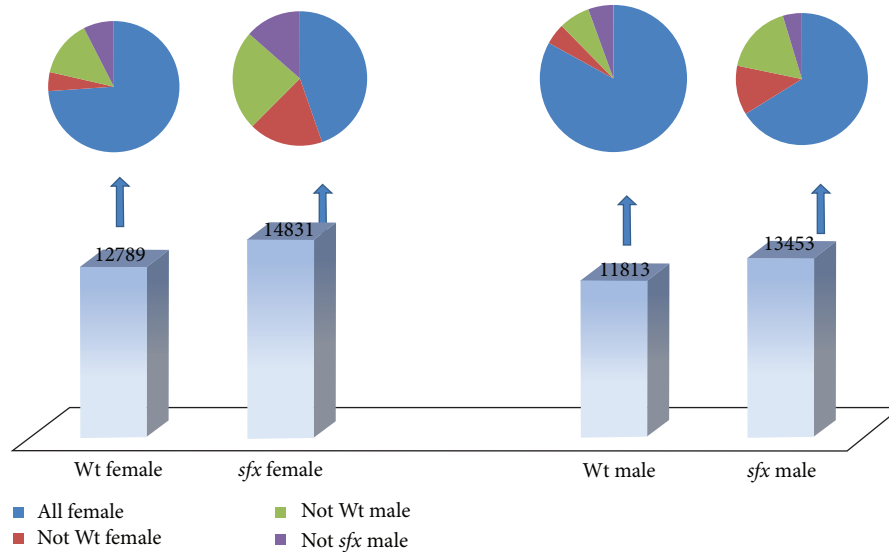 12789
14831
11813
13453
Wt female
sfx female
Wt male
sfx male
All female
Not Wt female
Not Wt male
Not sfx male